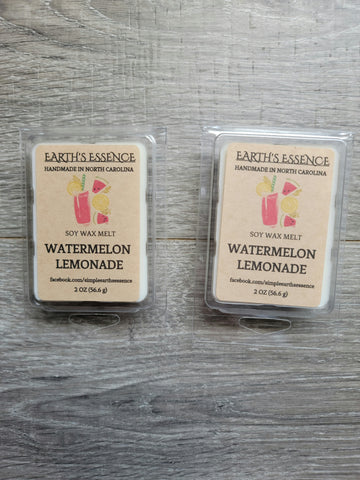 EARTH'S ESSENCE
HANDMADE IN NORTH CAROLINA
SOY WAX MELT
WATERMELON
LEMONADE
facebook.com/simpleearthsessence
2 OZ (56.6 g)
EARTH'S ESSENCE
HANDMADE IN NORTH CAROLINA
SOY WAX MELT
WATERMELON
LEMONADE
facebook.com/simpleearthsessence
2 OZ (56.6 g)